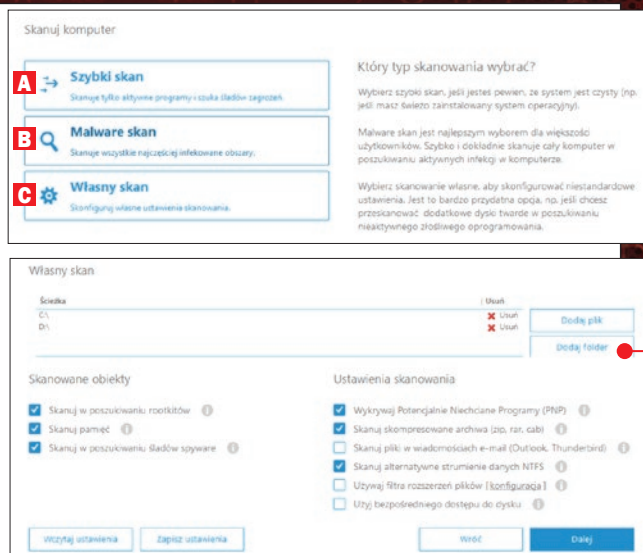 Skanuj komputer
A Szybki skan
Skanuje tylko aktywne programy i szuka śladów zagrożeń.
B Malware skan
Skanuje wszystkie najczęściej infekowane obszary.
C Własny skan
Skonfiguruj własne ustawienia skanowania.
Który typ skanowania wybrać?
Wybierz szybki skan, jeśli jesteś pewien, że system jest czysty (np.
jeśli masz świeżo zainstalowany system operacyjny).
Malware skan jest najlepszym wyborem dla większości
użytkowników. Szybko i dokładnie skanuje cały komputer w
poszukiwaniu aktywnych infekcji w komputerze.
Wybierz skanowanie własne, aby skonfigurować niestandardowe
ustawienia. Jest to bardzo przydatna opcja, np. jeśli chcesz
przeskanować dodatkowe dyski twarde w poszukiwaniu
nieaktywnego złośliwego oprogramowania.
Własny skan
Ścieżka Usuń
C:\ Usuń
D:\ Usuń
Dodaj plik
Dodaj folder
Skanowane obiekty
Skanuj w poszukiwaniu rootkitów
Skanuj pamięć
Skanuj w poszukiwaniu śladów spyware
Ustawienia skanowania
Wykrywaj Potencjalnie Niechciane Programy (PNP)
Skanuj skompresowane archiwa (zip, rar, cab)
Skanuj pliki w wiadomościach e-mail (Outlook, Thunderbird)
Skanuj alternatywne strumienie danych NTFS
Używaj filtra rozszerzeń plików [konfiguracja]
Użyj bezpośredniego dostępu do dysku
Wczytaj ustawienia Zapisz ustawienia Wróć Dalej